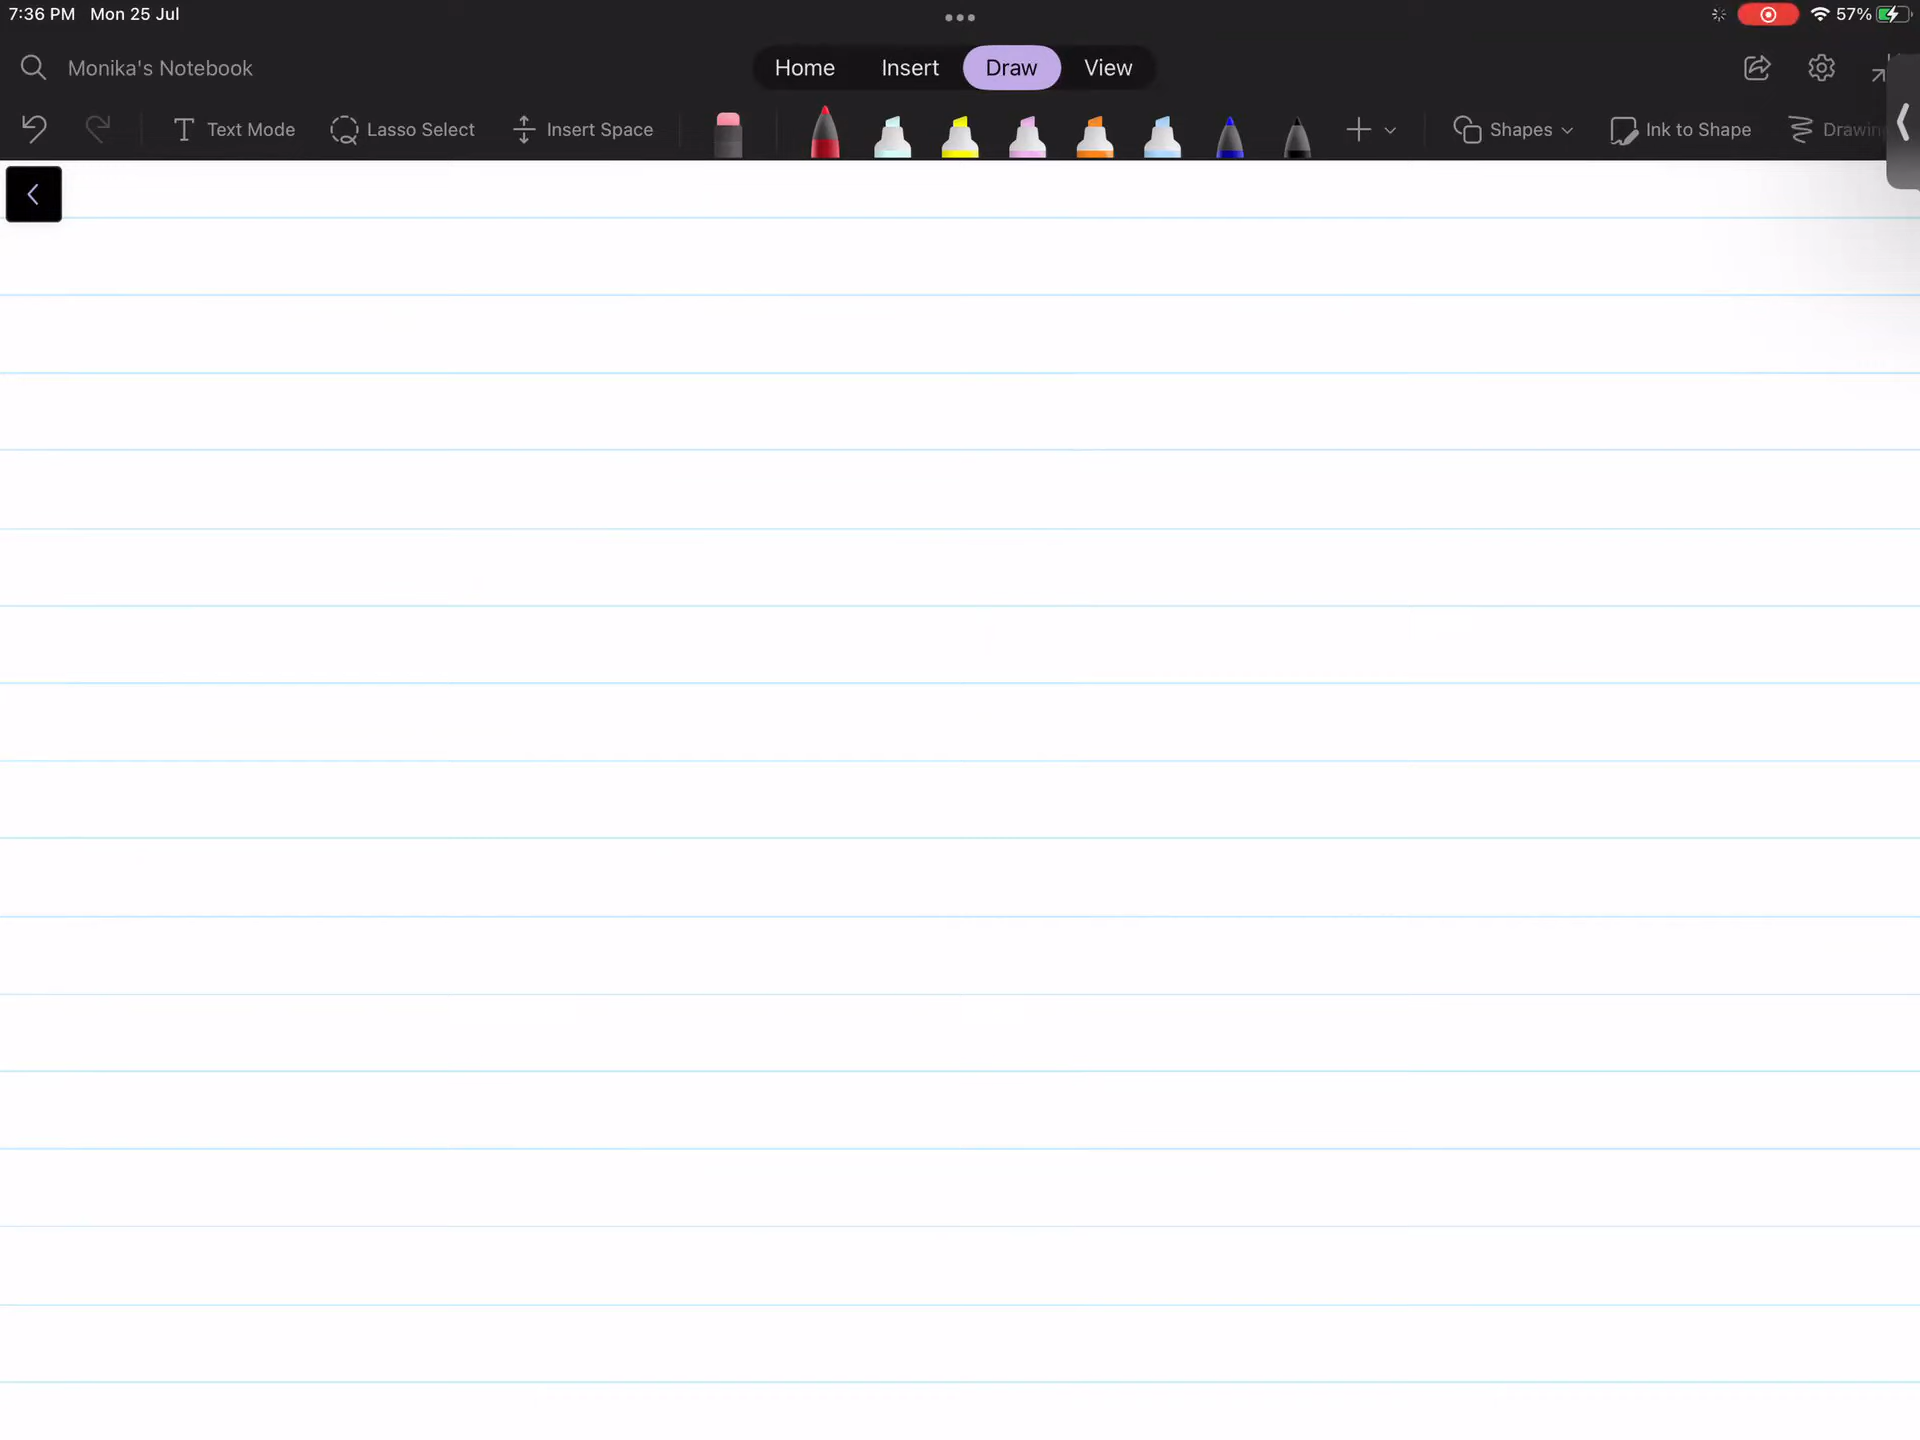 7:36 PM Mon 25 Jul 57%
Monika's Notebook Home Insert Draw View
Text Mode Lasso Select Insert Space Shapes Ink to Shape